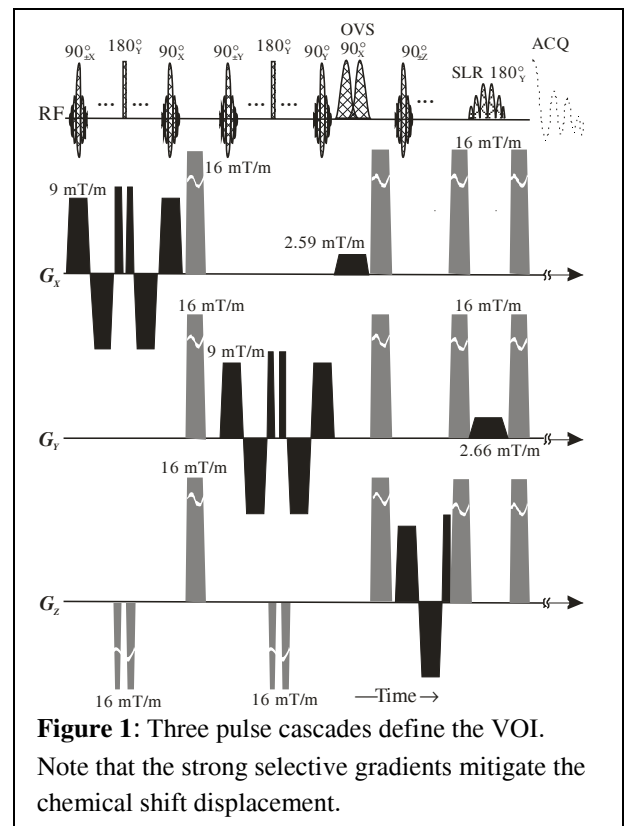 OVS
90°±X 180°Y 90°X 90°±Y 180°Y 90°Y 90°X 90°±Z ACQ
SLR 180°Y
RF ... ... ... ... ...
16 mT/m 16 mT/m
9 mT/m
2.59 mT/m
GX
16 mT/m 16 mT/m
9 mT/m
GY
2.66 mT/m
16 mT/m
GZ
16 mT/m 16 mT/m —Time→
Figure 1: Three pulse cascades define the VOI.
Note that the strong selective gradients mitigate the
chemical shift displacement.